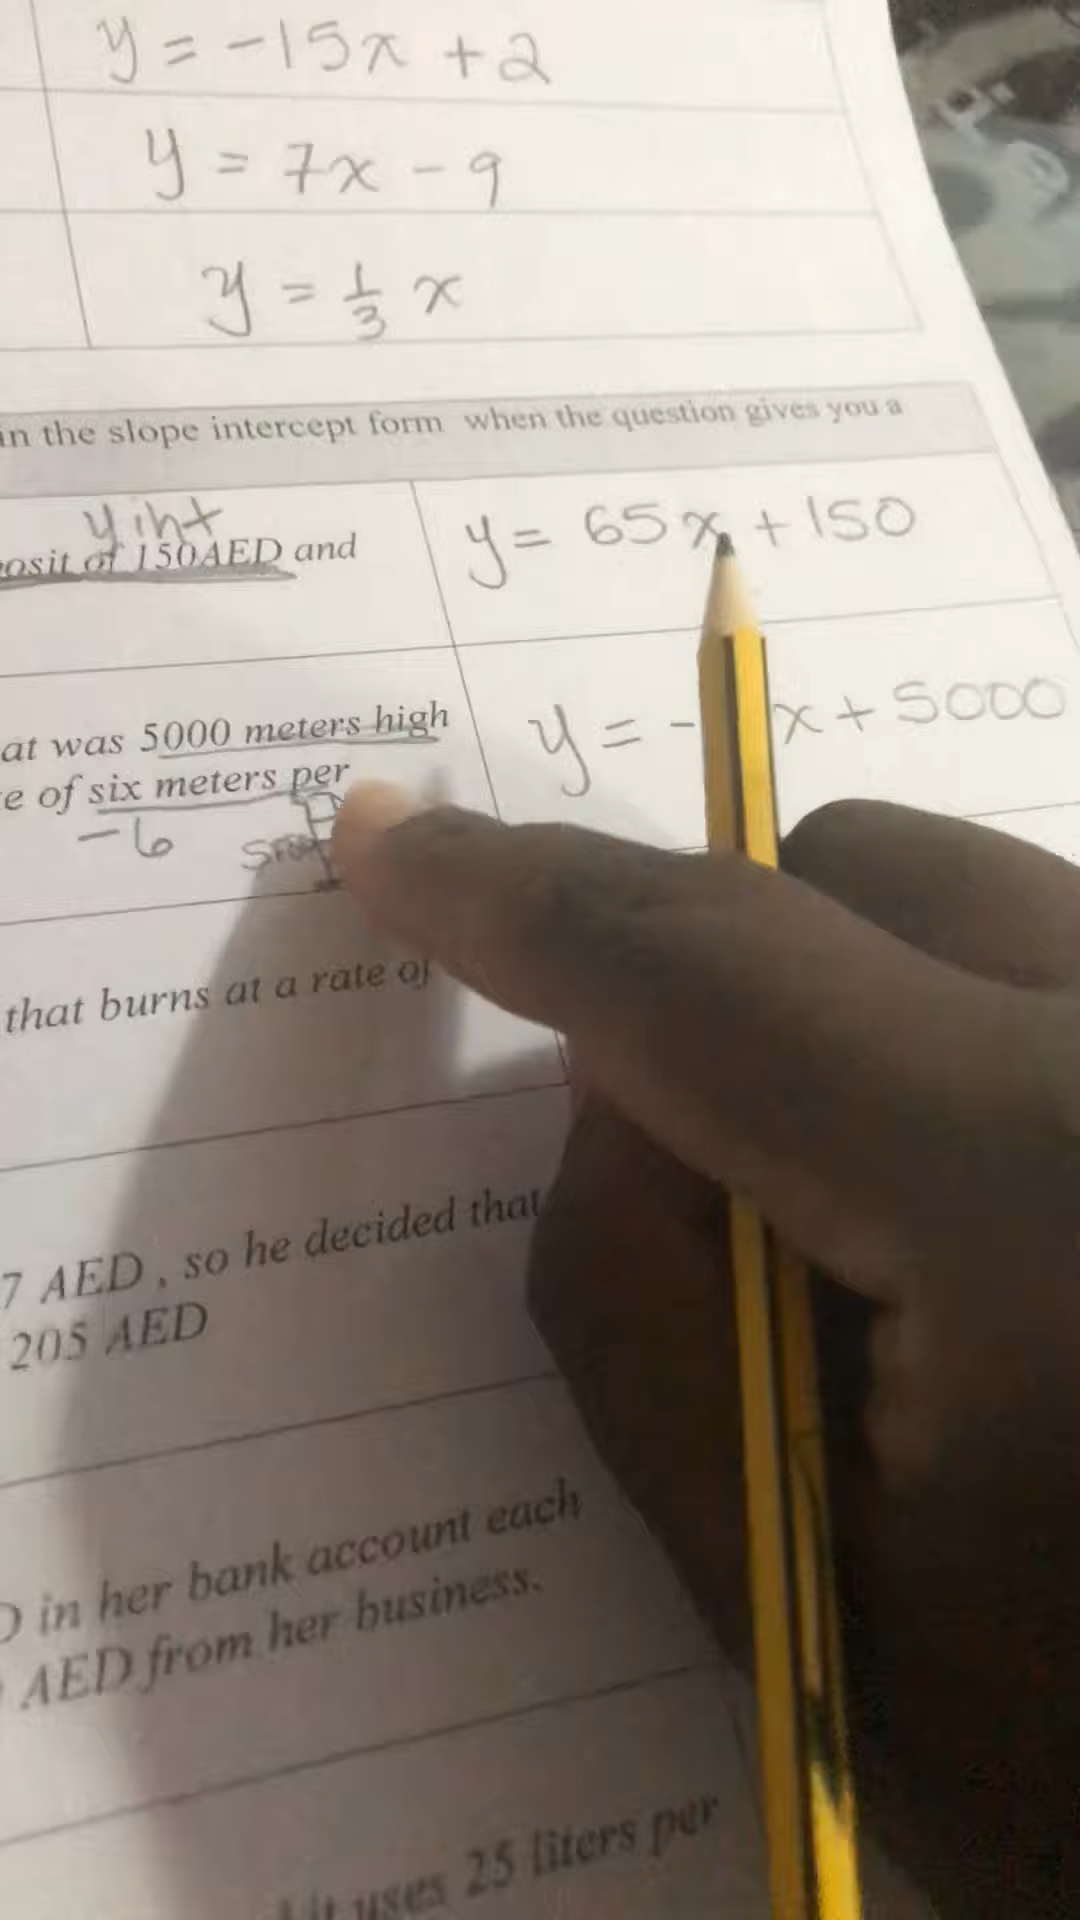 y = -15x + 2
y = 7x - 9
y = 1/3 x
in the slope intercept form when the question gives you a
y int
of 150AED and
y = 65x + 150
at was 5000 meters high
of six meters per
y = - x + 5000
-6
that burns at a rate of
7 AED , so he decided that
205 AED
in her bank account each
AED from her business.
uses 25 liters per